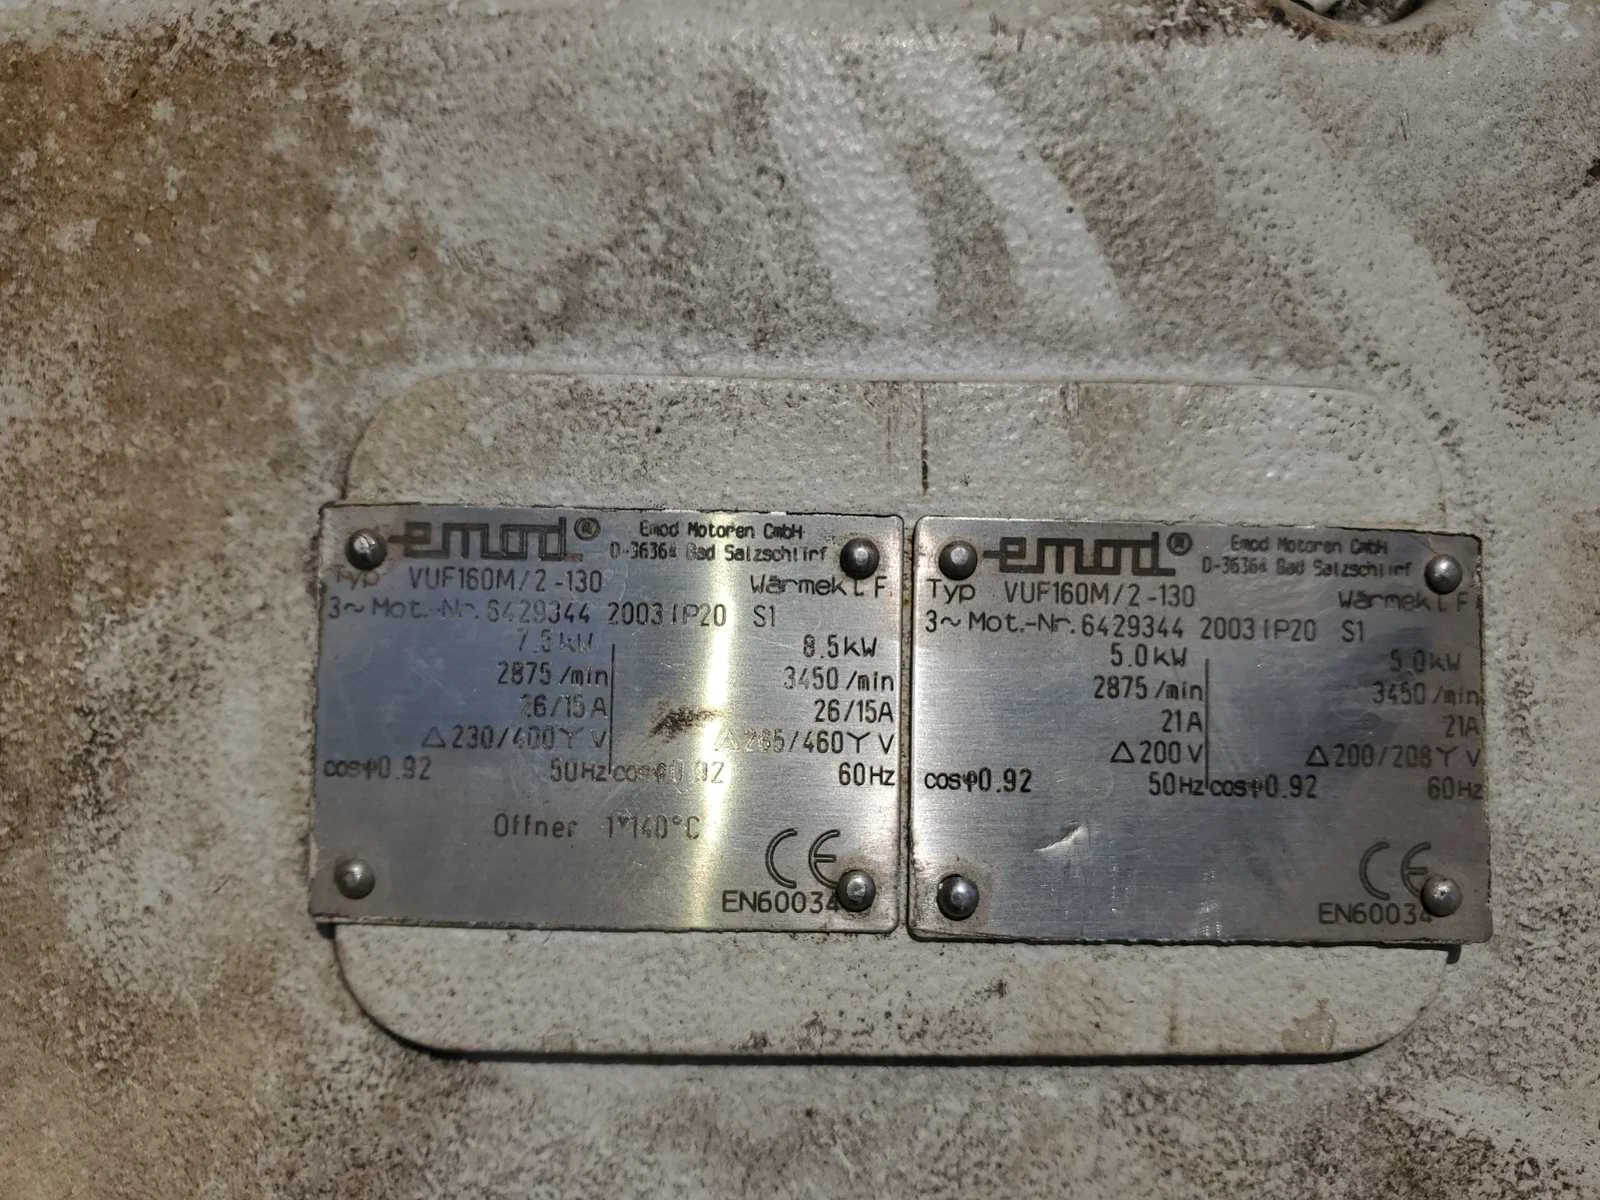 emod® Emod Motoren GmbH
D-36364 Bad Salzschlirf
Typ VUF160M/2-130 Wärmekl. F
3~ Mot.-Nr. 6429344 2003 IP20 S1
7.5kW 8.5kW
2875/min 3450/min
26/15A 26/15A
△230/400Y V △265/460Y V
cosφ0.92 50Hz cosφ0.92 60Hz
Öffner 1*140°C
CE
EN60034
emod® Emod Motoren GmbH
D-36364 Bad Salzschlirf
Typ VUF160M/2-130 Wärmekl. F
3~ Mot.-Nr. 6429344 2003 IP20 S1
5.0kW 5.0kW
2875/min 3450/min
21A 21A
△200V △200/208Y V
cosφ0.92 50Hz cosφ0.92 60Hz
CE
EN60034